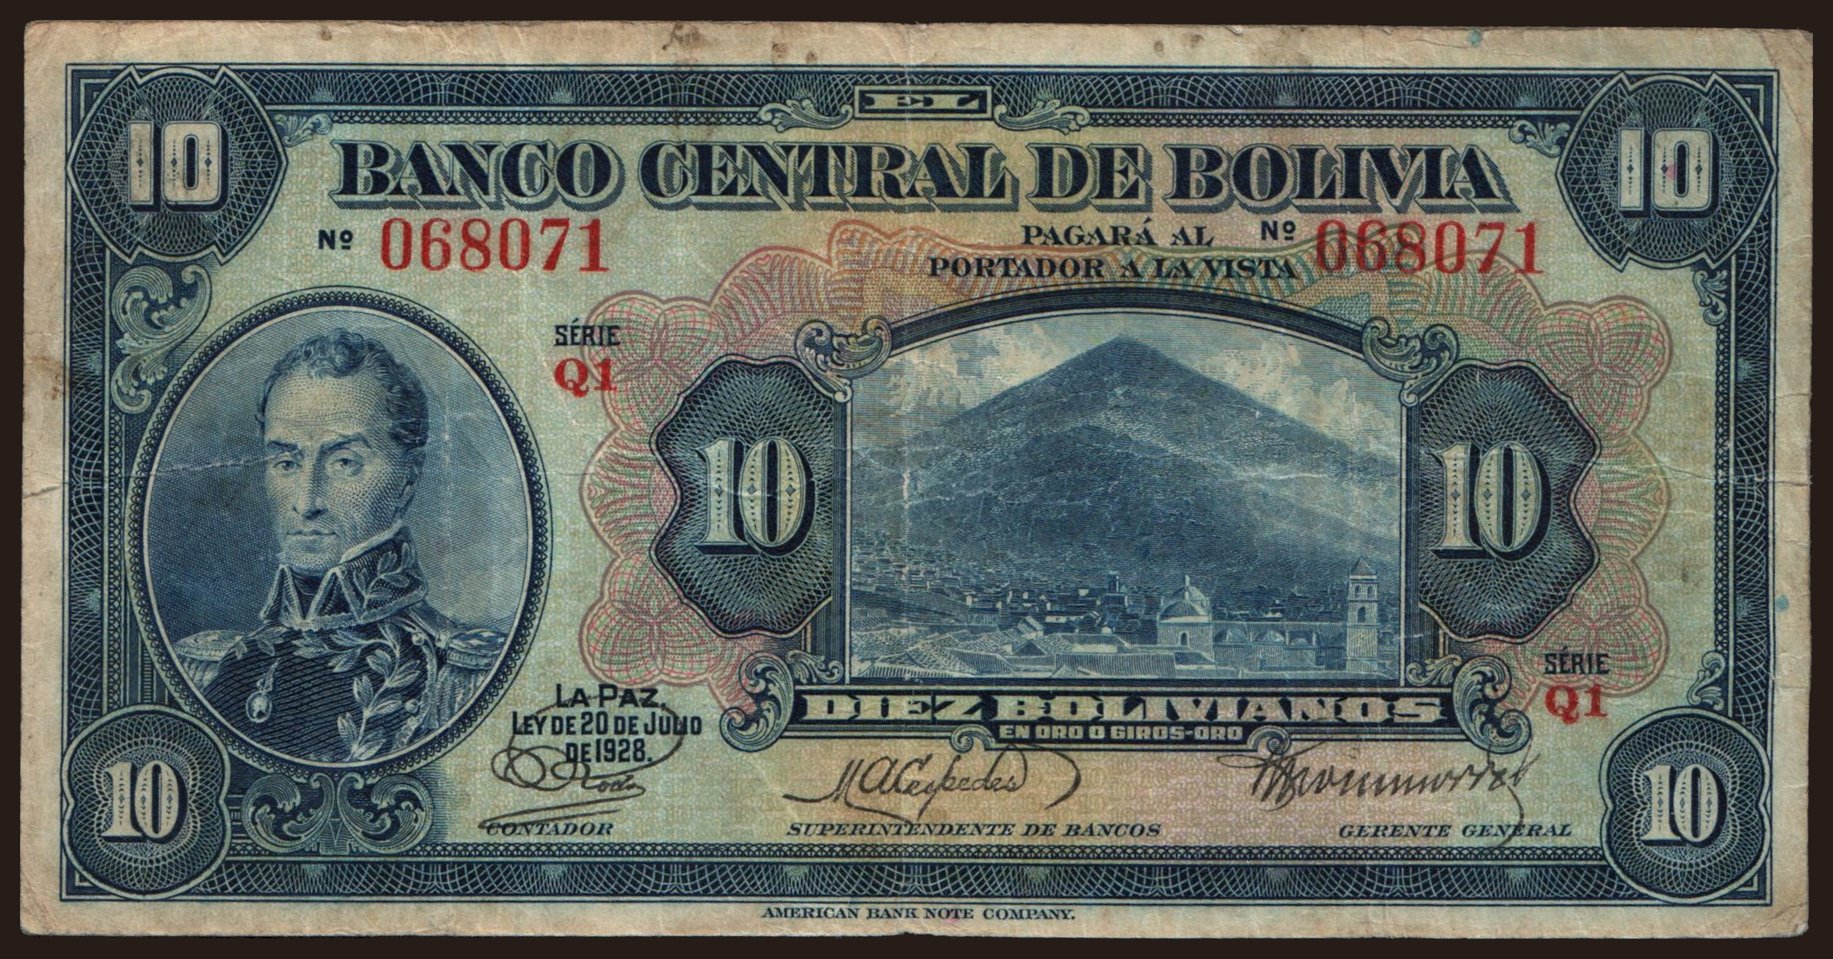 10 EL 10
BANCO CENTRAL DE BOLIVIA
Nº 068071 PAGARÁ AL Nº 068071
PORTADOR A LA VISTA
SÉRIE
Q1
10 10
SÉRIE
Q1
LA PAZ,
LEY DE 20 DE JULIO
DE 1928.
DIEZ BOLIVIANOS
EN ORO O GIROS-ORO
10 10
M A Cespedes
CONTADOR SUPERINTENDENTE DE BANCOS GERENTE GENERAL
AMERICAN BANK NOTE COMPANY.